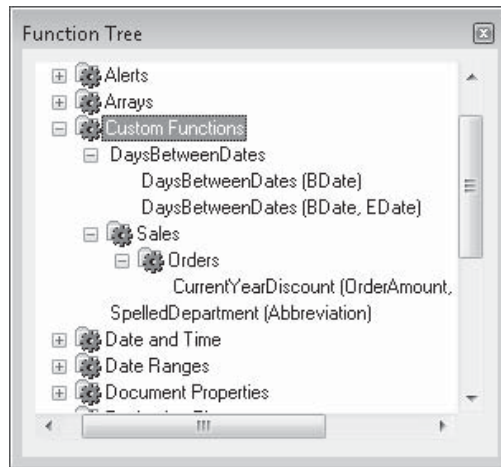 Function Tree
Alerts
Arrays
Custom Functions
DaysBetweenDates
DaysBetweenDates (BDate)
DaysBetweenDates (BDate, EDate)
Sales
Orders
CurrentYearDiscount (OrderAmount,
SpelledDepartment (Abbreviation)
Date and Time
Date Ranges
Document Properties